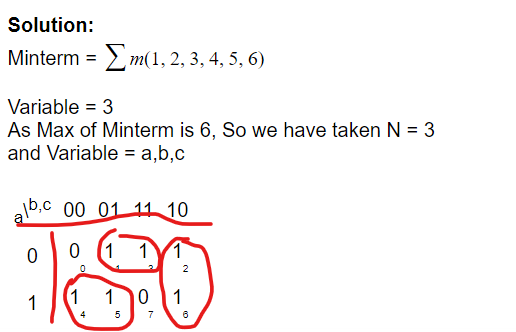 Solution:
Minterm = ∑ m(1, 2, 3, 4, 5, 6)
Variable = 3
As Max of Minterm is 6, So we have taken N = 3
and Variable = a,b,c
a\b,c 00 01 11 10
0 0 1 1 1
0 1 3 2
1 1 1 0 1
4 5 7 6